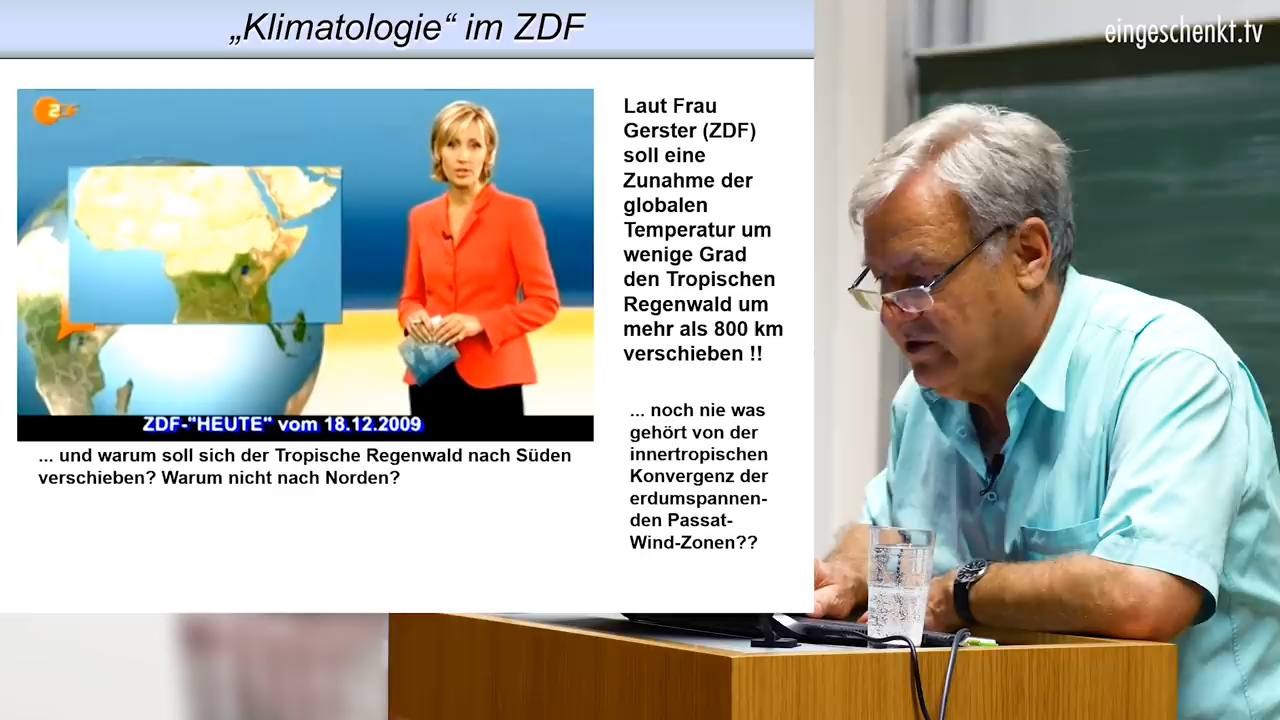 „Klimatologie“ im ZDF
eingeschenkt.tv
2DF
Laut Frau
Gerster (ZDF)
soll eine
Zunahme der
globalen
Temperatur um
wenige Grad
den Tropischen
Regenwald um
mehr als 800 km
verschieben !!
ZDF-"HEUTE" vom 18.12.2009
... und warum soll sich der Tropische Regenwald nach Süden
verschieben? Warum nicht nach Norden?
... noch nie was
gehört von der
innertropischen
Konvergenz der
erdumspannen-
den Passat-
Wind-Zonen??